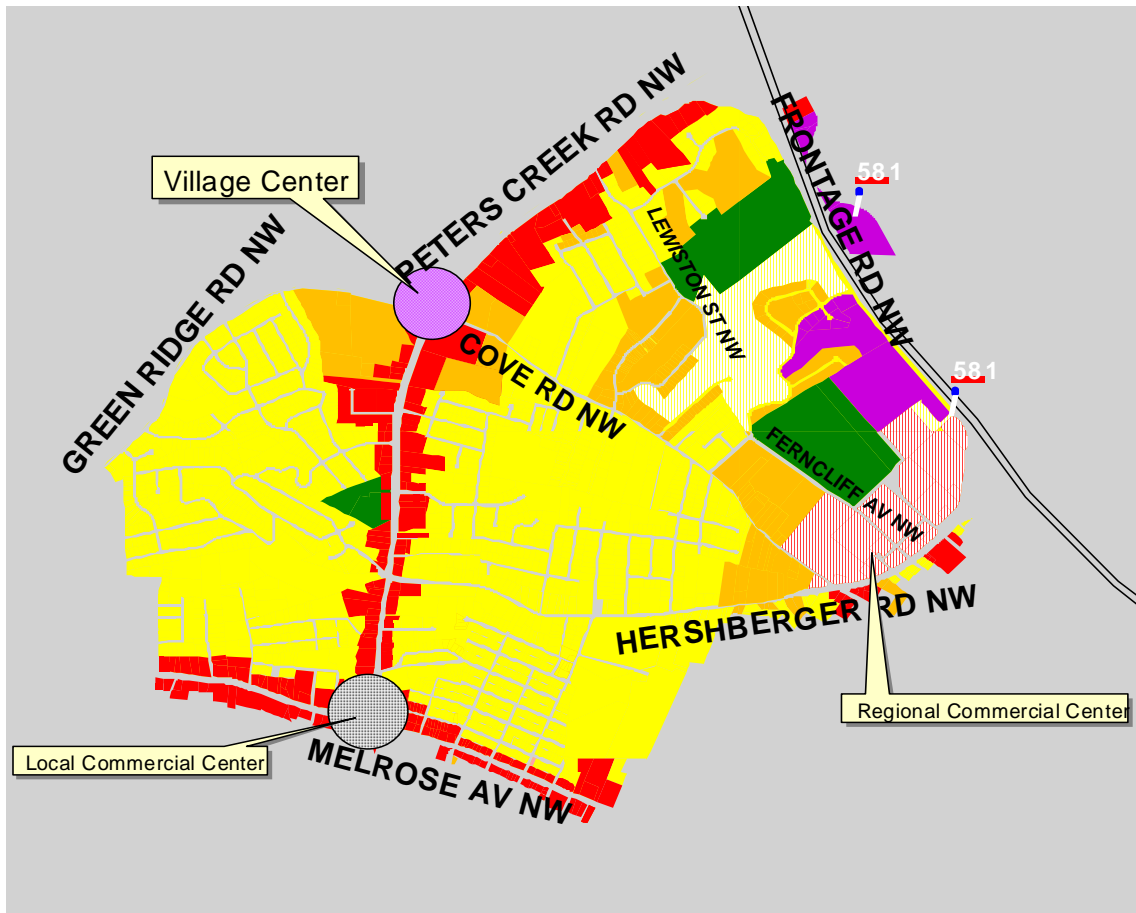 PETERS CREEK RD NW
FRONTAGE RD NW
Village Center
581
GREEN RIDGE RD NW
LEWISTON ST NW
COVE RD NW
581
FERNCLIFF AV NW
HERSHBERGER RD NW
Regional Commercial Center
Local Commercial Center
MELROSE AV NW